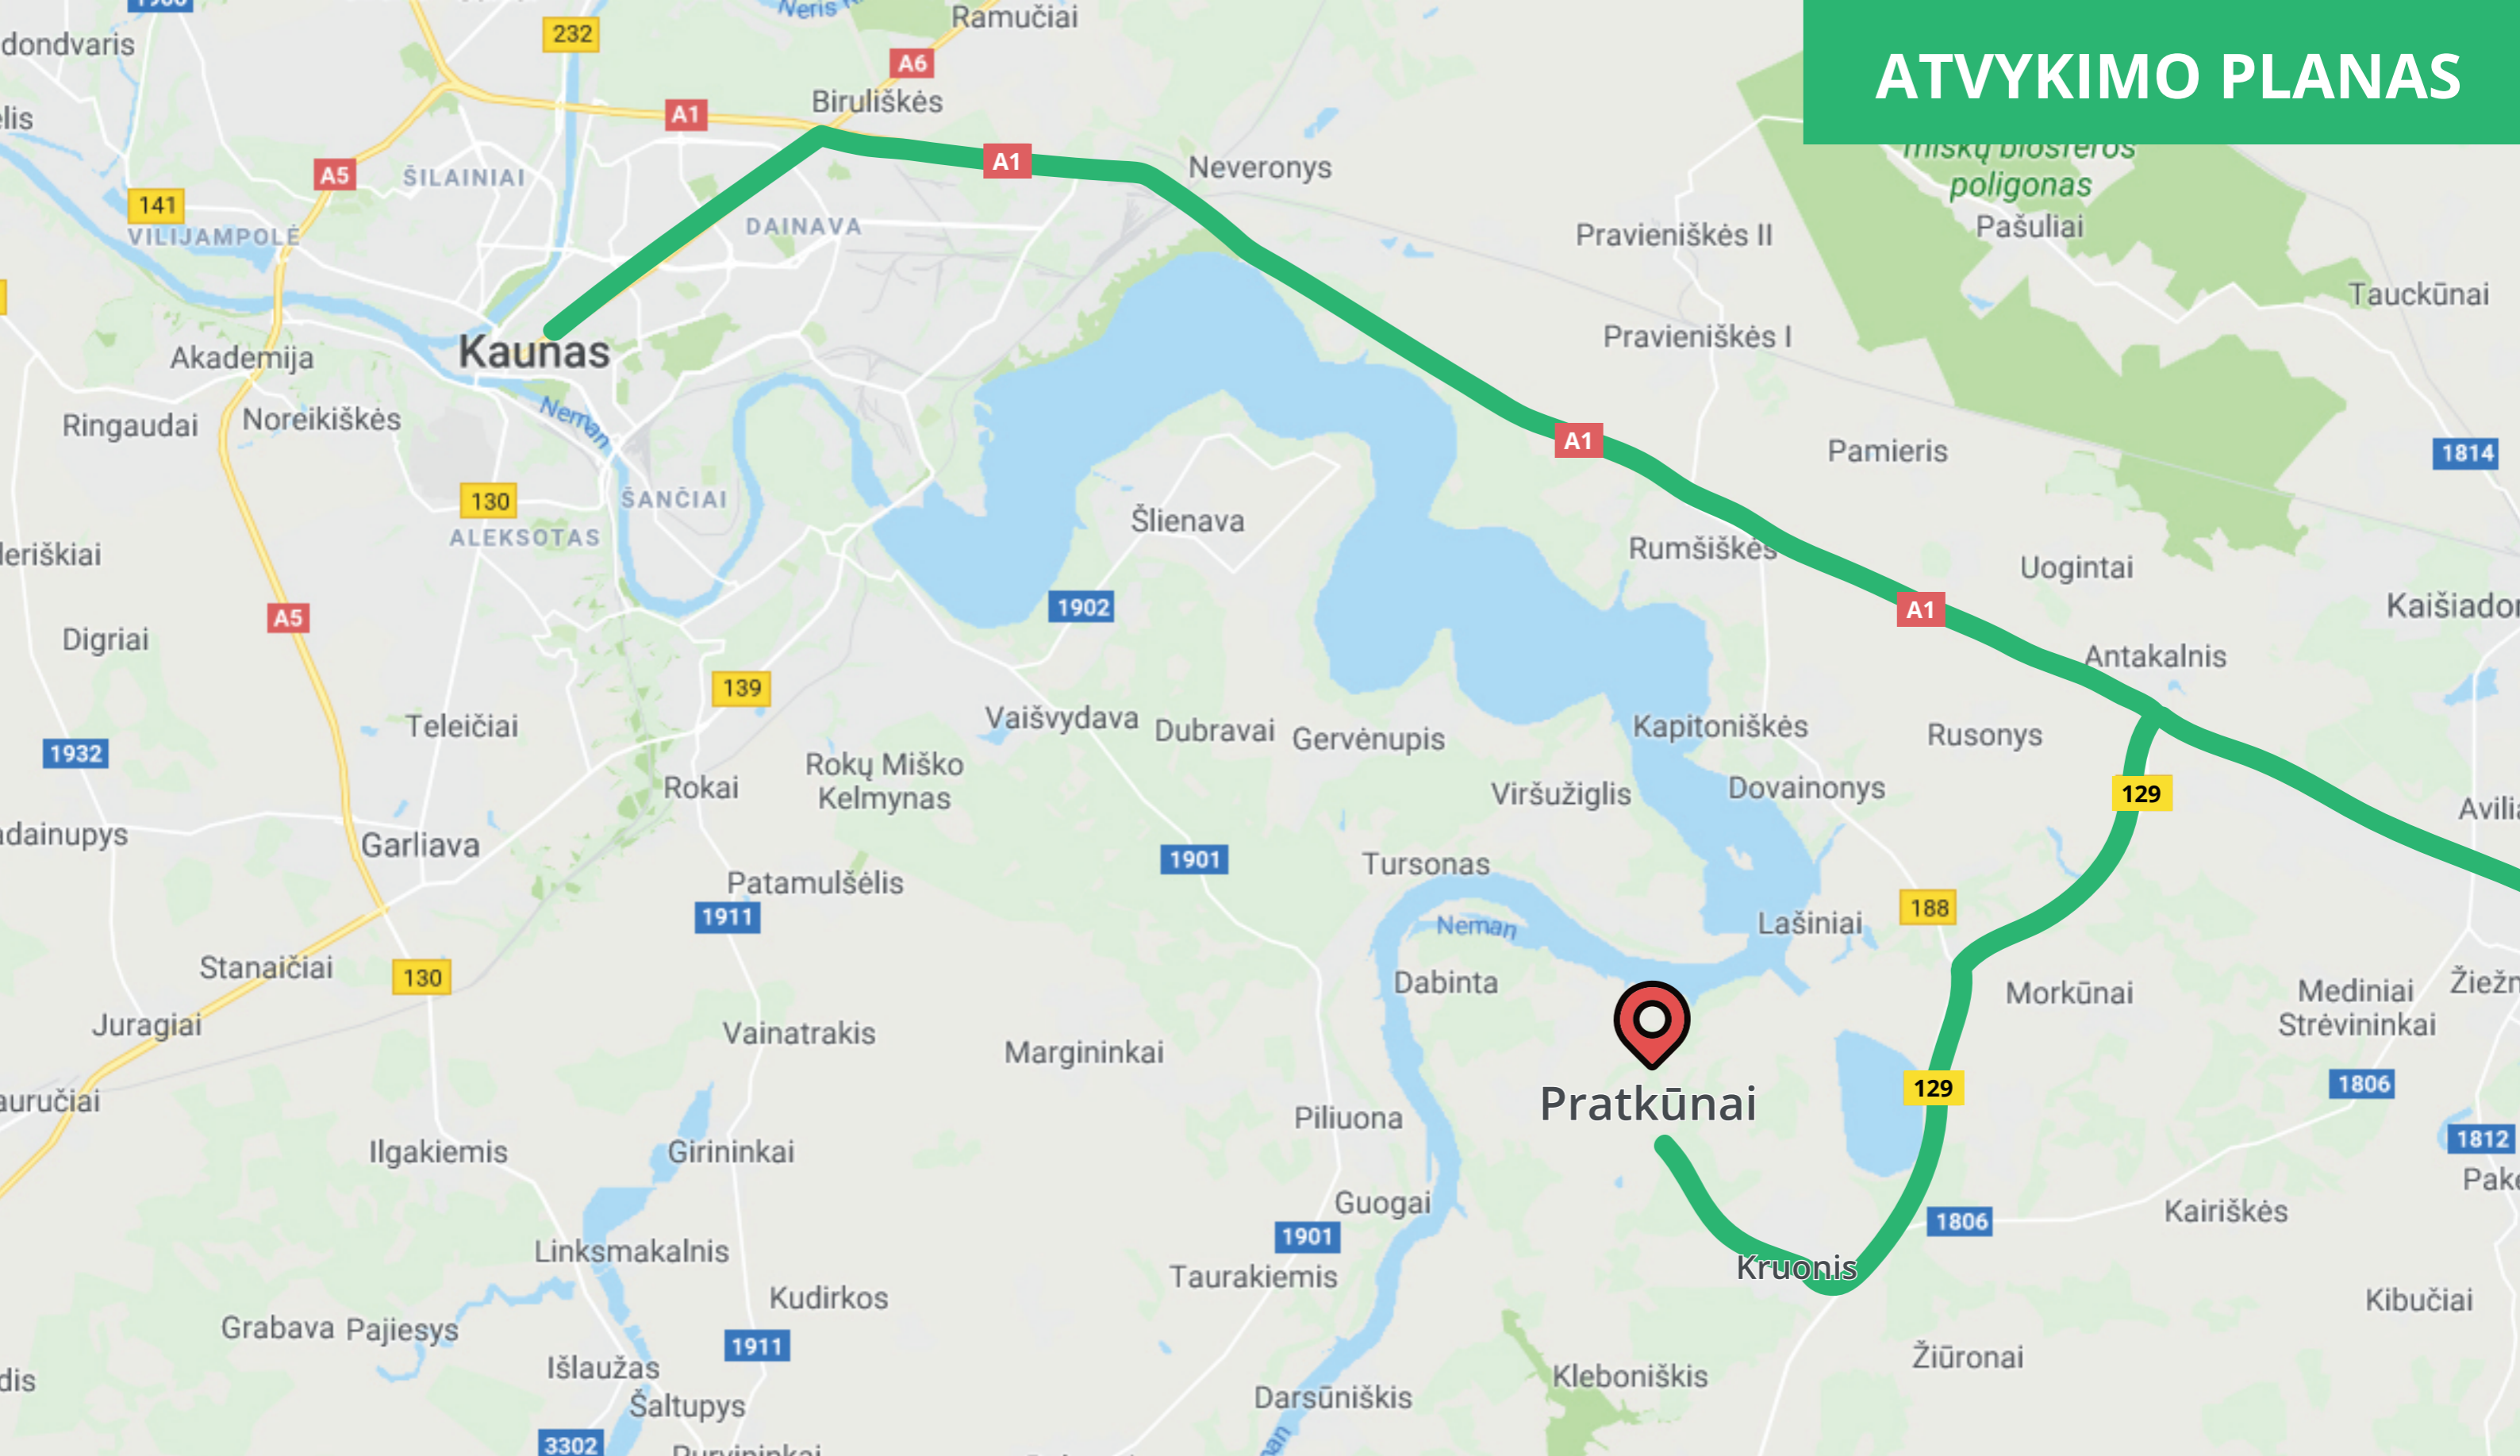 ATVYKIMO PLANAS
232
Neris
Ramučiai
A6
Biruliškės
A1
A1
Neveronys
A5
ŠILAINIAI
141
VILIJAMPOLĖ
DAINAVA
poligonas
Pašuliai
Pravieniškės II
Tauckūnai
Pravieniškės I
Kaunas
Akademija
Ringaudai
Noreikiškės
Neman
A1
Pamieris
1814
130
ŠANČIAI
ALEKSOTAS
Šlienava
Rumšiškės
Uogintai
1902
A1
A5
Digriai
Antakalnis
139
Teleičiai
Vaišvydava
Dubravai
Gervėnupis
Kapitoniškės
Rusonys
1932
Rokų Miško
Kelmynas
Rokai
Viršužiglis
Dovainonys
129
Garliava
1901
Tursonas
Patamulšėlis
1911
Neman
Lašiniai
188
Stanaičiai
130
Dabinta
Morkūnai
Mediniai
Strėvininkai
Juragiai
Vainatrakis
Margininkai
Pratkūnai
129
1806
Piliuona
Ilgakiemis
Girininkai
1812
Guogai
1901
1806
Kairiškės
Linksmakalnis
Taurakiemis
Kruonis
Kudirkos
Kibučiai
Grabava
Pajiesys
1911
Išlaužas
Žiūronai
Kleboniškis
Darsūniškis
Šaltupys
3302